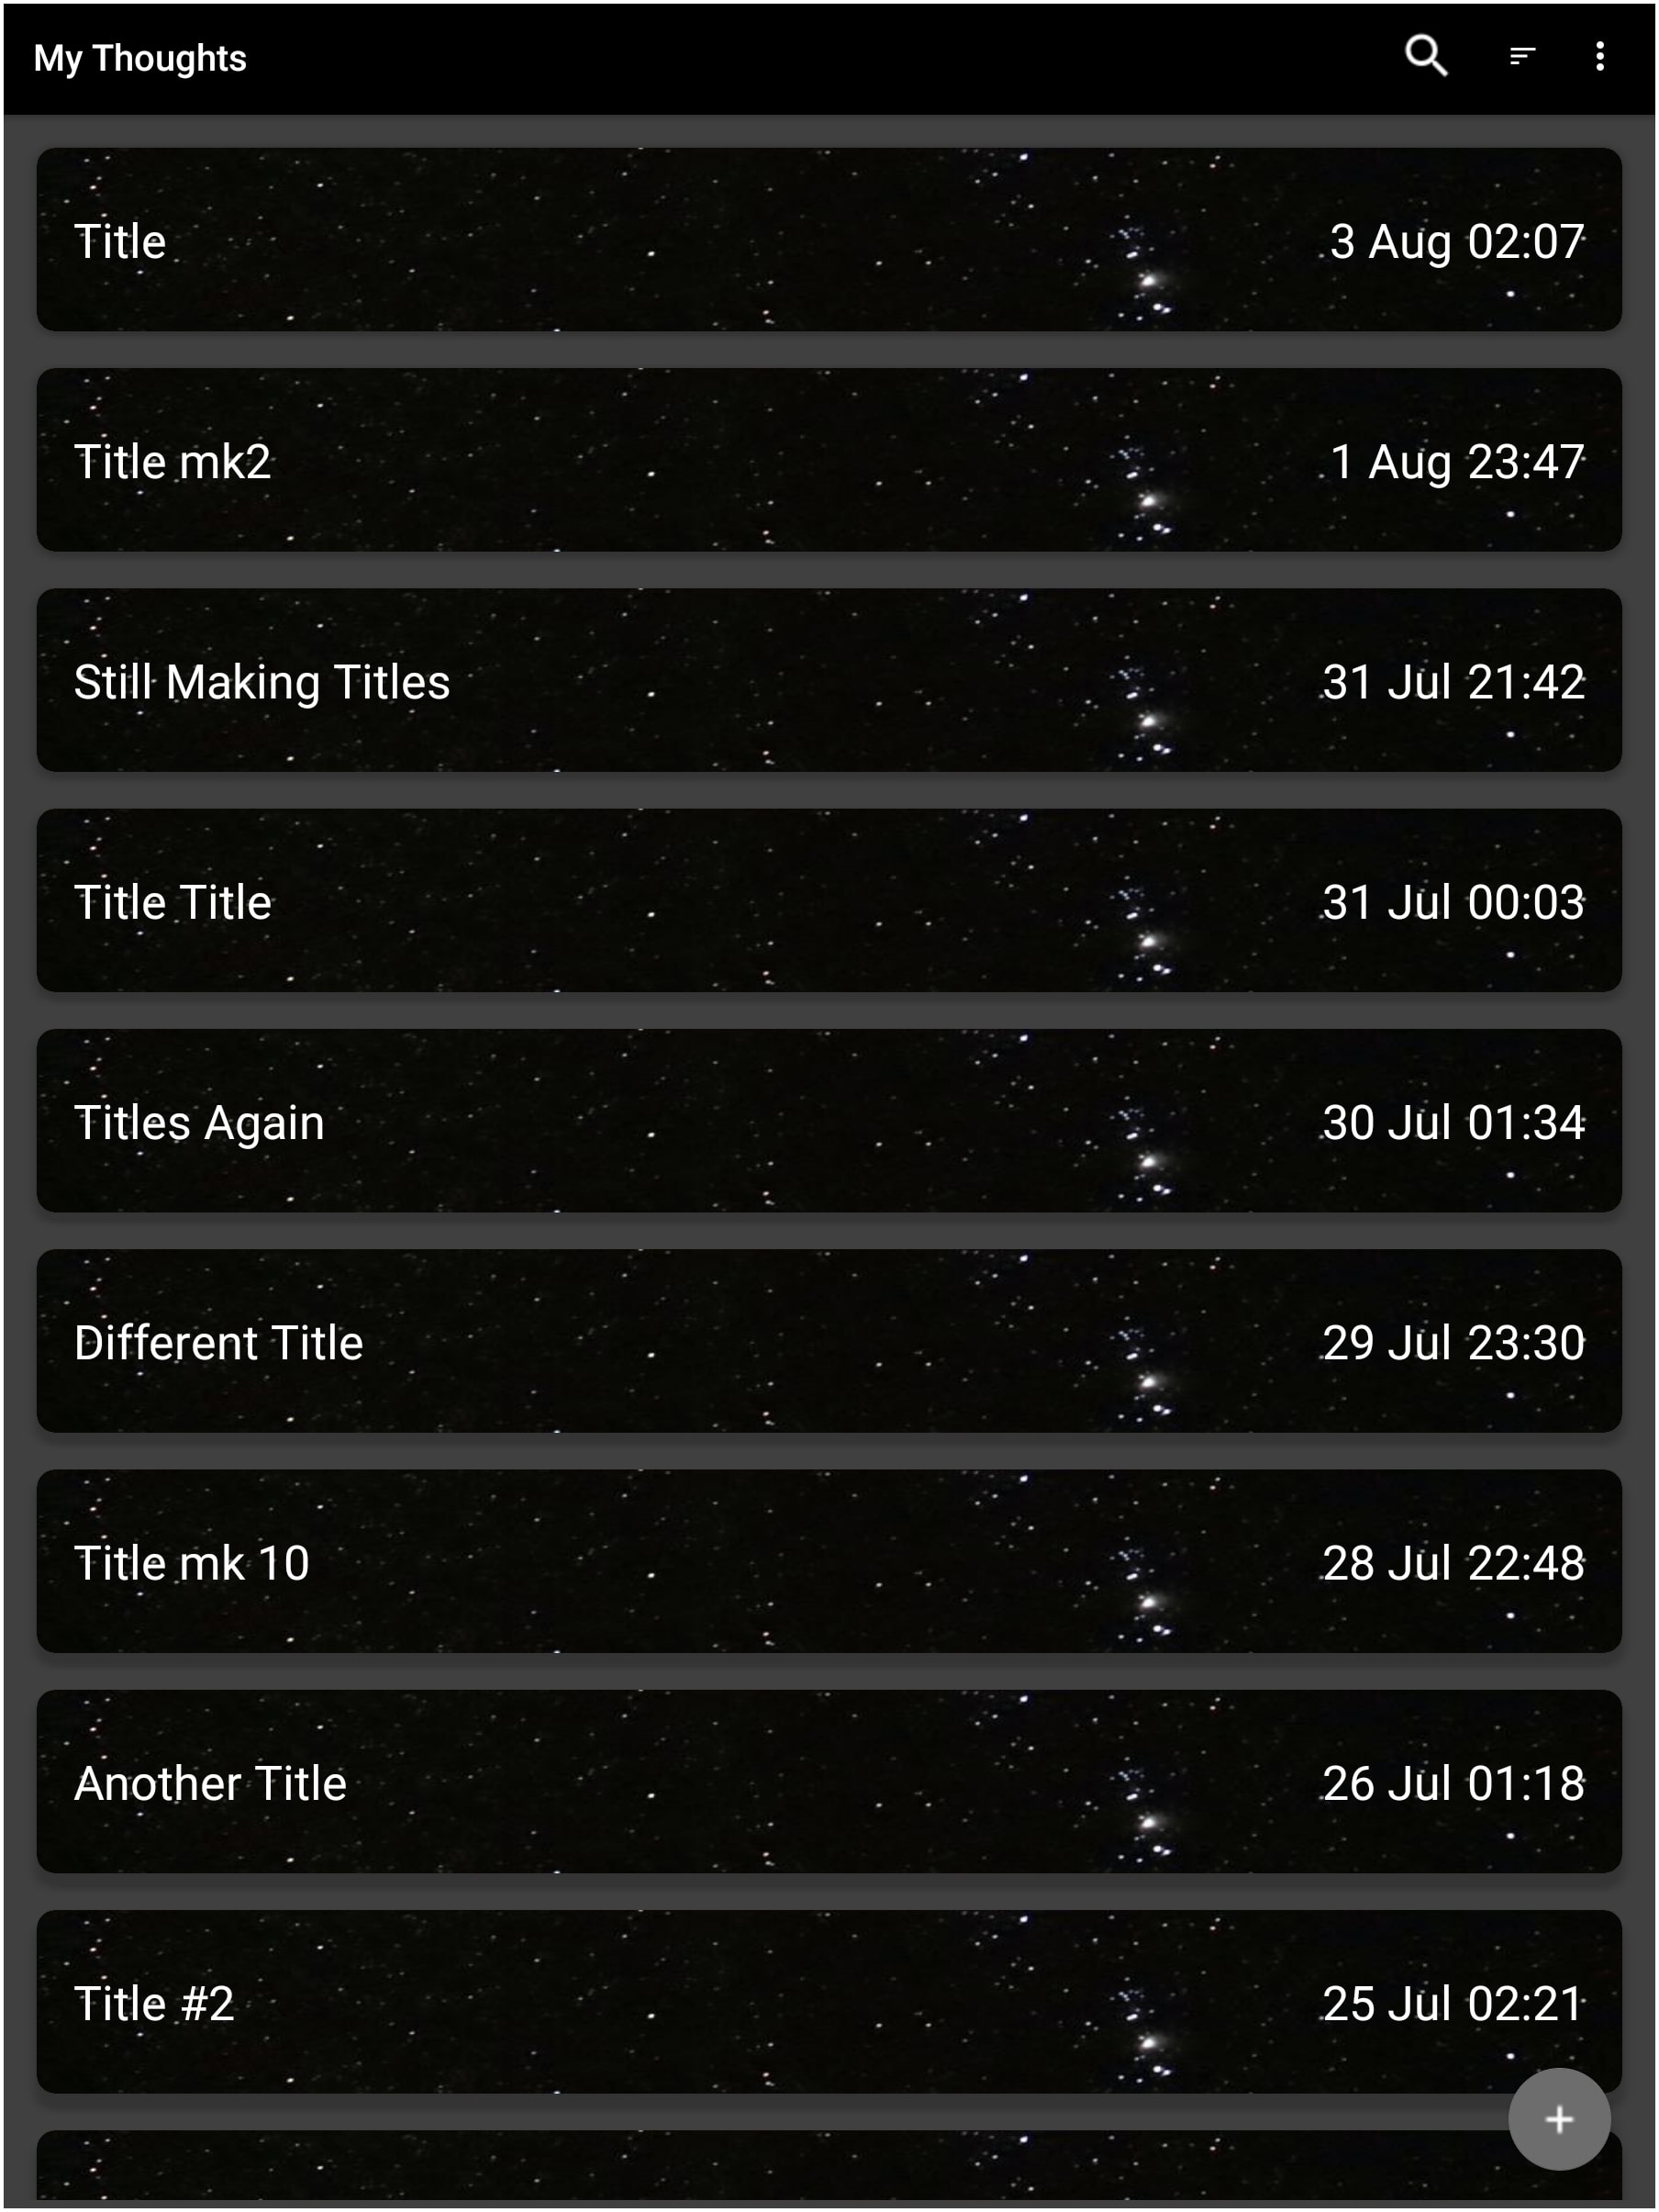 My Thoughts
Title 3 Aug 02:07
Title mk2 1 Aug 23:47
Still Making Titles 31 Jul 21:42
Title Title 31 Jul 00:03
Titles Again 30 Jul 01:34
Different Title 29 Jul 23:30
Title mk 10 28 Jul 22:48
Another Title 26 Jul 01:18
Title #2 25 Jul 02:21